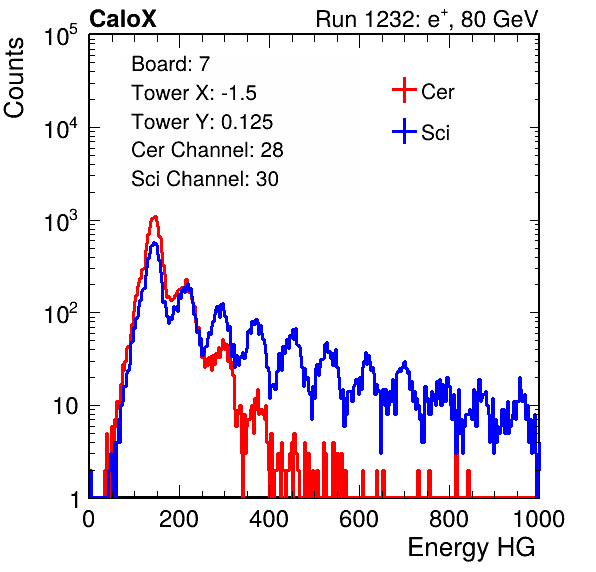 CaloX Run 1232: e⁺, 80 GeV
Counts
10⁵
10⁴
10³
10²
10
1
Board: 7
Tower X: -1.5
Tower Y: 0.125
Cer Channel: 28
Sci Channel: 30
Cer
Sci
0 200 400 600 800 1000
Energy HG